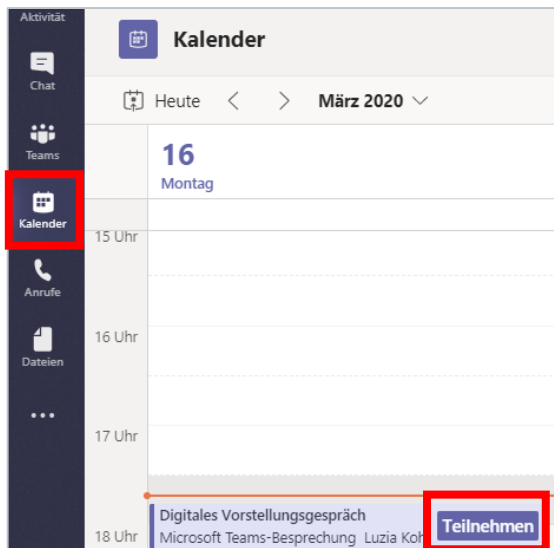 Aktivität
Kalender
Chat
Heute
März 2020
Teams
16
Montag
Kalender
15 Uhr
Anrufe
16 Uhr
Dateien
17 Uhr
Digitales Vorstellungsgespräch
Teilnehmen
18 Uhr
Microsoft Teams-Besprechung Luzia